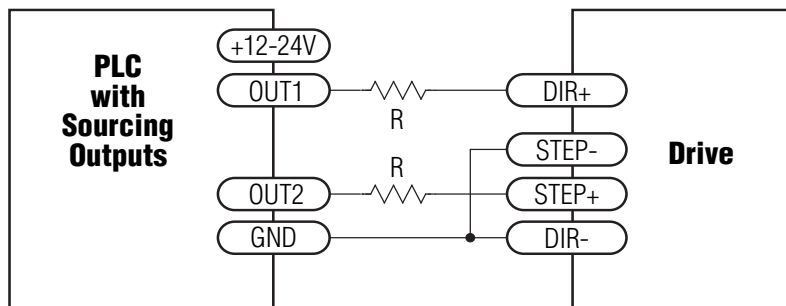 PLC
with
Sourcing
Outputs
+12-24V
OUT1
OUT2
GND
R
R
DIR+
STEP-
STEP+
DIR-
Drive